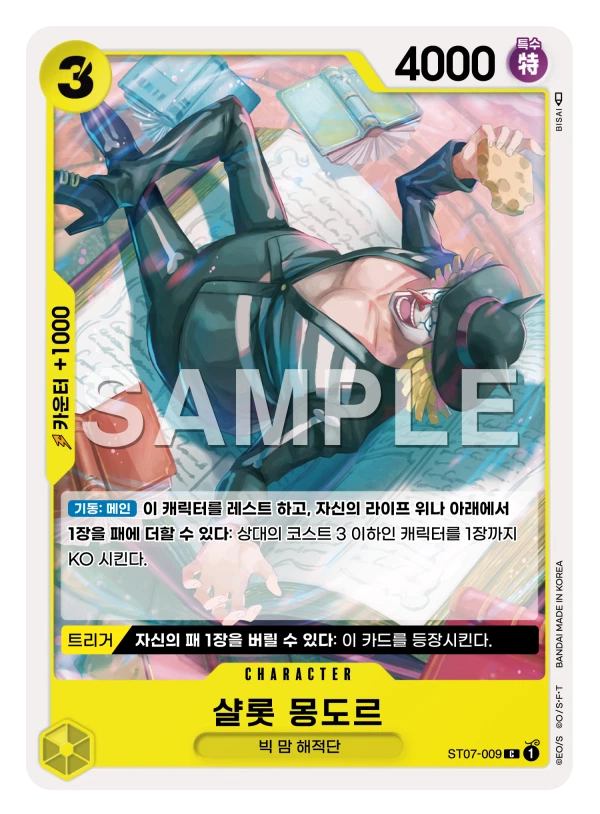 3
4000
특수
特
BISAI
카운터 +1000
SAMPLE
기동: 메인 이 캐릭터를 레스트 하고, 자신의 라이프 위나 아래에서
1장을 패에 더할 수 있다: 상대의 코스트 3 이하인 캐릭터를 1장까지
KO 시킨다.
트리거 자신의 패 1장을 버릴 수 있다: 이 카드를 등장시킨다.
CHARACTER
샬롯 몽도르
빅 맘 해적단
ST07-009 C 1
©EO/S ©O/S·F·T BANDAI MADE IN KOREA